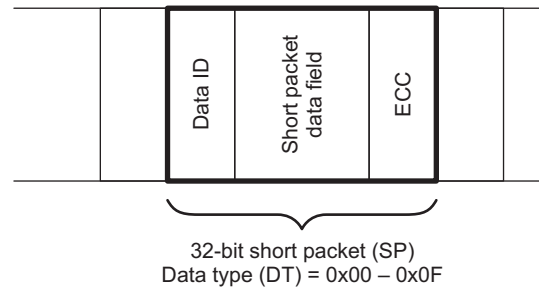 Data ID
Short packet
data field
ECC
32-bit short packet (SP)
Data type (DT) = 0x00 – 0x0F